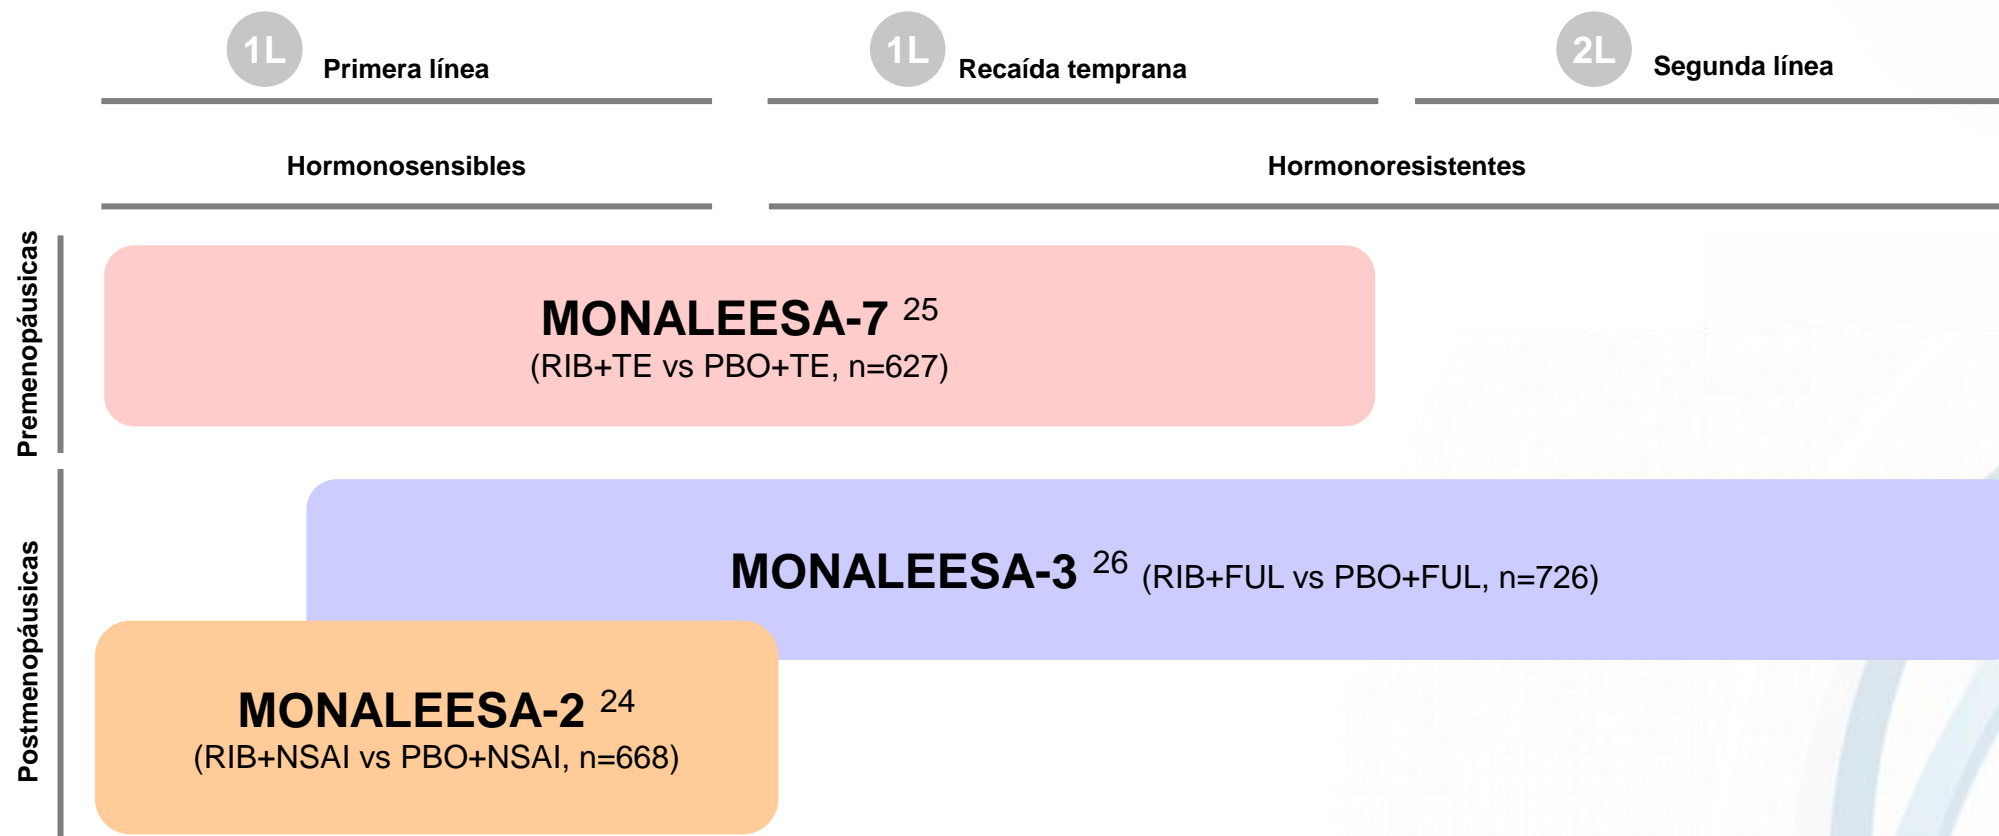 1L Primera línea
1L Recaída temprana
2L Segunda línea
Hormonosensibles
Hormonoresistentes
Premenopáusicas
MONALEESA-7 25
(RIB+TE vs PBO+TE, n=627)
Postmenopáusicas
MONALEESA-3 26 (RIB+FUL vs PBO+FUL, n=726)
MONALEESA-2 24
(RIB+NSAI vs PBO+NSAI, n=668)